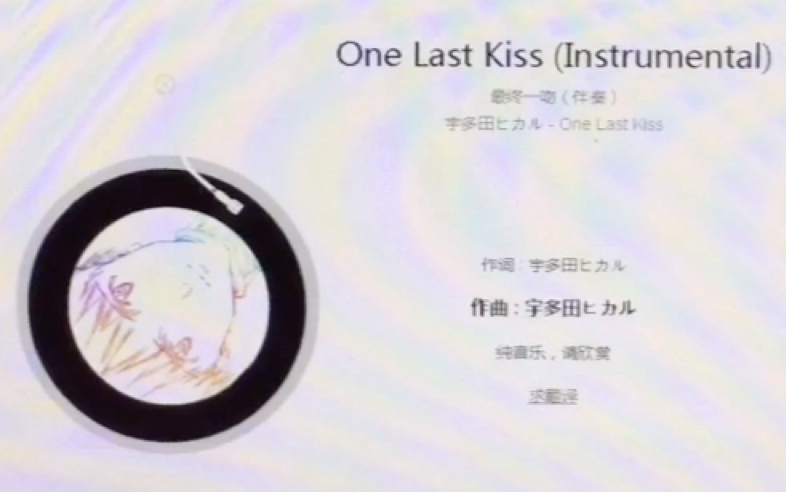 One Last Kiss (Instrumental)
最终一吻（伴奏）
宇多田ヒカル - One Last Kiss
作词：宇多田ヒカル
作曲：宇多田ヒカル
纯音乐，请欣赏
求翻译